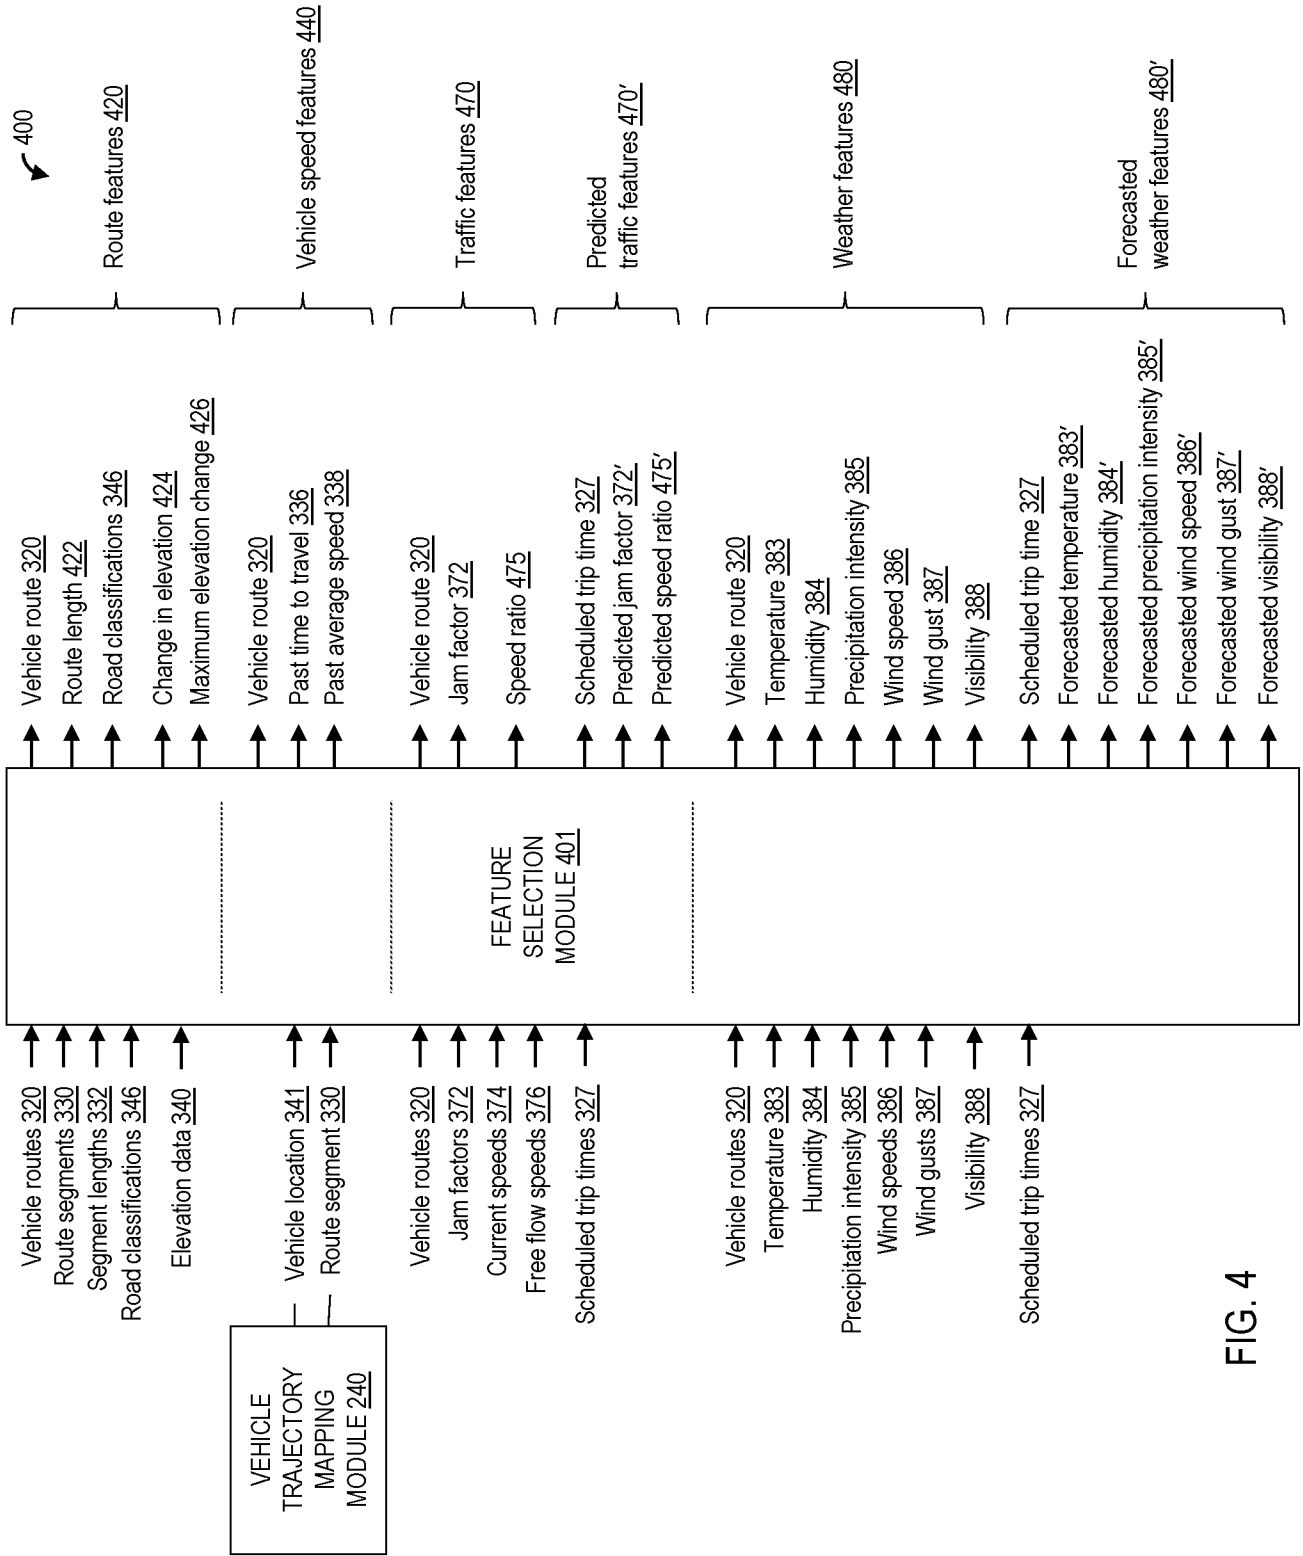 400
VEHICLE
TRAJECTORY
MAPPING
MODULE 240
Vehicle routes 320
Route segments 330
Segment lengths 332
Road classifications 346
Elevation data 340
Vehicle location 341
Route segment 330
Vehicle routes 320
Jam factors 372
Current speeds 374
Free flow speeds 376
Scheduled trip times 327
Vehicle routes 320
Temperature 383
Humidity 384
Precipitation intensity 385
Wind speeds 386
Wind gusts 387
Visibility 388
Scheduled trip times 327
FEATURE
SELECTION
MODULE 401
Vehicle route 320
Route length 422
Road classifications 346
Change in elevation 424
Maximum elevation change 426
Vehicle route 320
Past time to travel 336
Past average speed 338
Vehicle route 320
Jam factor 372
Speed ratio 475
Scheduled trip time 327
Predicted jam factor 372′
Predicted speed ratio 475′
Vehicle route 320
Temperature 383
Humidity 384
Precipitation intensity 385
Wind speed 386
Wind gust 387
Visibility 388
Scheduled trip time 327
Forecasted temperature 383′
Forecasted humidity 384′
Forecasted precipitation intensity 385′
Forecasted wind speed 386′
Forecasted wind gust 387′
Forecasted visibility 388′
Route features 420
Vehicle speed features 440
Traffic features 470
Predicted
traffic features 470′
Weather features 480
Forecasted
weather features 480′
FIG. 4